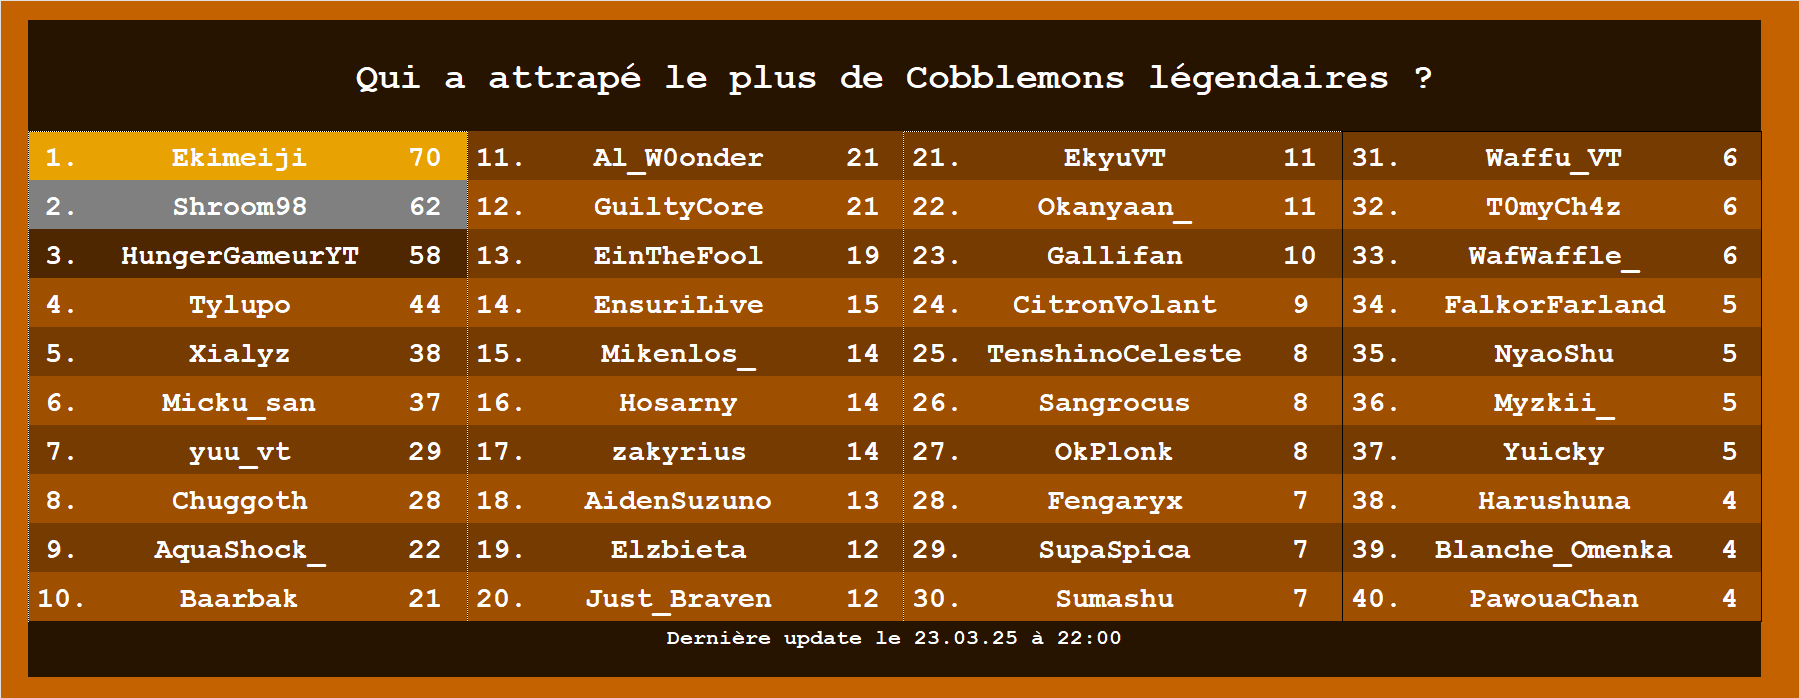 Qui a attrapé le plus de Cobblemons légendaires ?
1. Ekimeiji 70
2. Shroom98 62
3. HungerGameurYT 58
4. Tylupo 44
5. Xialyz 38
6. Micku_san 37
7. yuu_vt 29
8. Chuggoth 28
9. AquaShock_ 22
10. Baarbak 21
11. Al_W0onder 21
12. GuiltyCore 21
13. EinTheFool 19
14. EnsuriLive 15
15. Mikenlos_ 14
16. Hosarny 14
17. zakyrius 14
18. AidenSuzuno 13
19. Elzbieta 12
20. Just_Braven 12
21. EkyuVT 11
22. Okanyaan_ 11
23. Gallifan 10
24. CitronVolant 9
25. TenshinoCeleste 8
26. Sangrocus 8
27. OkPlonk 8
28. Fengaryx 7
29. SupaSpica 7
30. Sumashu 7
31. Waffu_VT 6
32. T0myCh4z 6
33. WafWaffle_ 6
34. FalkorFarland 5
35. NyaoShu 5
36. Myzkii_ 5
37. Yuicky 5
38. Harushuna 4
39. Blanche_Omenka 4
40. PawouaChan 4
Dernière update le 23.03.25 à 22:00